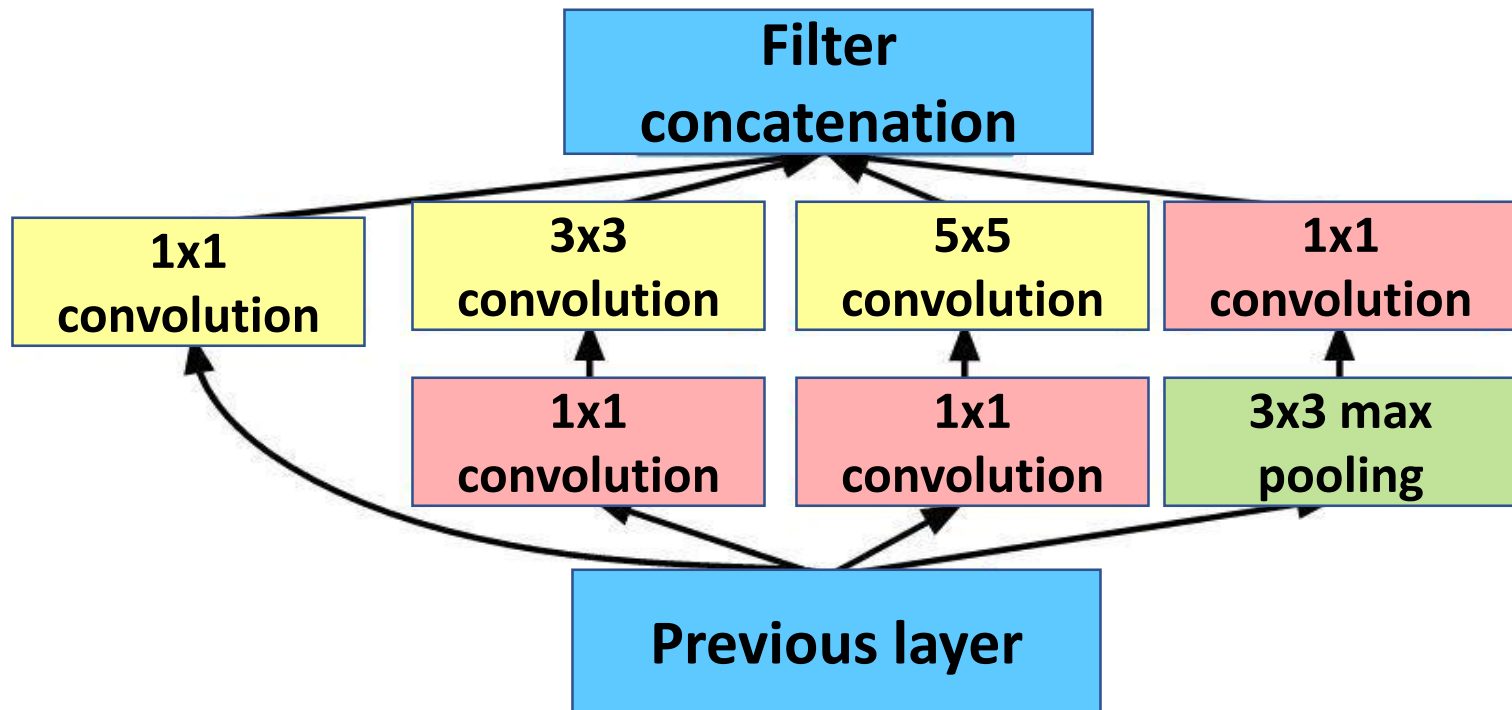 Filter
concatenation
1x1
convolution
3x3
convolution
5x5
convolution
1x1
convolution
1x1
convolution
1x1
convolution
3x3 max
pooling
Previous layer